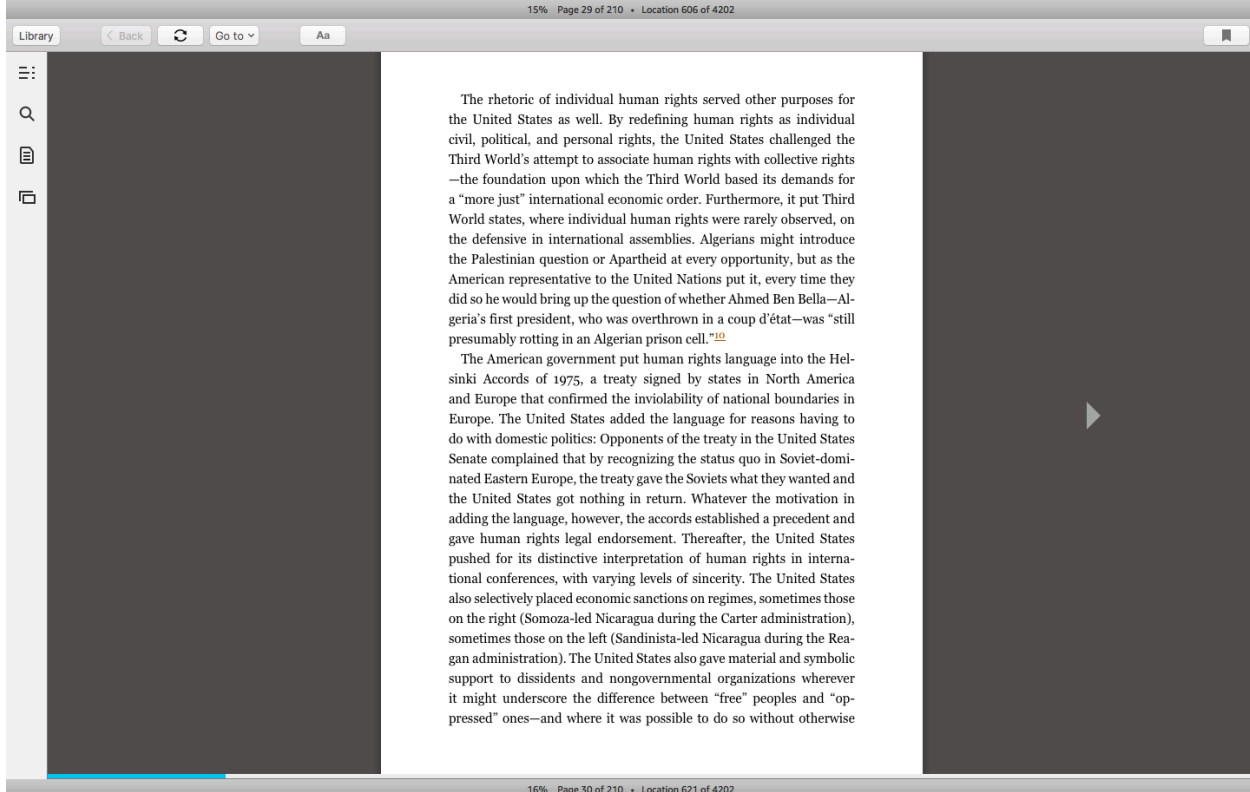 15% Page 29 of 210 • Location 606 of 4202
Library
Back
Go to
Aa
The rhetoric of individual human rights served other purposes for
the United States as well. By redefining human rights as individual
civil, political, and personal rights, the United States challenged the
Third World’s attempt to associate human rights with collective rights
—the foundation upon which the Third World based its demands for
a “more just” international economic order. Furthermore, it put Third
World states, where individual human rights were rarely observed, on
the defensive in international assemblies. Algerians might introduce
the Palestinian question or Apartheid at every opportunity, but as the
American representative to the United Nations put it, every time they
did so he would bring up the question of whether Ahmed Ben Bella—Al-
geria’s first president, who was overthrown in a coup d’état—was “still
presumably rotting in an Algerian prison cell.”10
The American government put human rights language into the Hel-
sinki Accords of 1975, a treaty signed by states in North America
and Europe that confirmed the inviolability of national boundaries in
Europe. The United States added the language for reasons having to
do with domestic politics: Opponents of the treaty in the United States
Senate complained that by recognizing the status quo in Soviet-domi-
nated Eastern Europe, the treaty gave the Soviets what they wanted and
the United States got nothing in return. Whatever the motivation in
adding the language, however, the accords established a precedent and
gave human rights legal endorsement. Thereafter, the United States
pushed for its distinctive interpretation of human rights in interna-
tional conferences, with varying levels of sincerity. The United States
also selectively placed economic sanctions on regimes, sometimes those
on the right (Somoza-led Nicaragua during the Carter administration),
sometimes those on the left (Sandinista-led Nicaragua during the Rea-
gan administration). The United States also gave material and symbolic
support to dissidents and nongovernmental organizations wherever
it might underscore the difference between “free” peoples and “op-
pressed” ones—and where it was possible to do so without otherwise
16% Page 30 of 210 • Location 621 of 4202